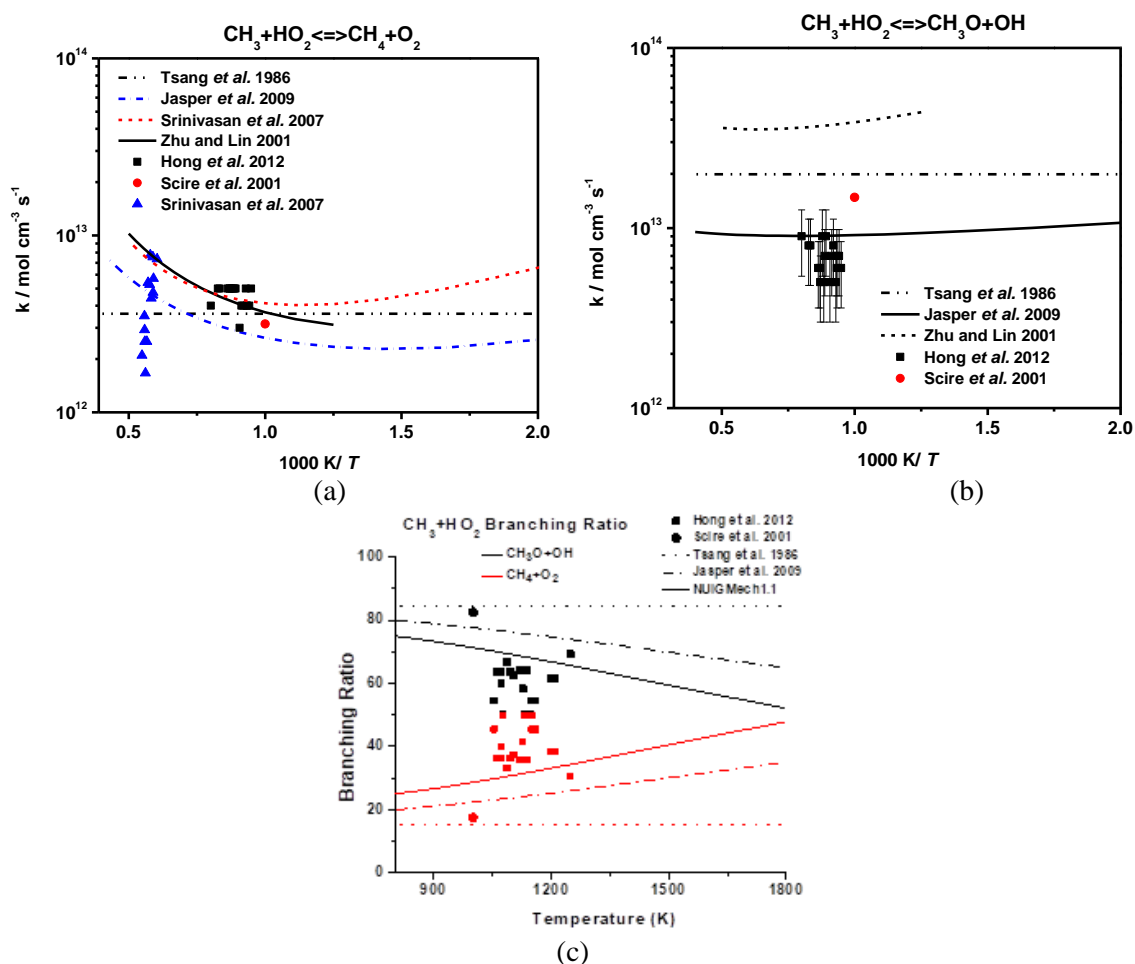 CH3+HO2<=>CH4+O2
10^14
10^13
10^12
k / mol cm-3 s-1
Tsang et al. 1986
Jasper et al. 2009
Srinivasan et al. 2007
Zhu and Lin 2001
Hong et al. 2012
Scire et al. 2001
Srinivasan et al. 2007
0.5 1.0 1.5 2.0
1000 K/ T
(a)
CH3+HO2<=>CH3O+OH
10^14
10^13
10^12
k / mol cm-3 s-1
Tsang et al. 1986
Jasper et al. 2009
Zhu and Lin 2001
Hong et al. 2012
Scire et al. 2001
0.5 1.0 1.5 2.0
1000 K/ T
(b)
CH3+HO2 Branching Ratio
CH3O+OH
CH4+O2
Hong et al. 2012
Scire et al. 2001
Tsang et al. 1986
Jasper et al. 2009
NUIGMech1.1
100
80
60
40
20
0
Branching Ratio
900 1200 1500 1800
Temperature (K)
(c)